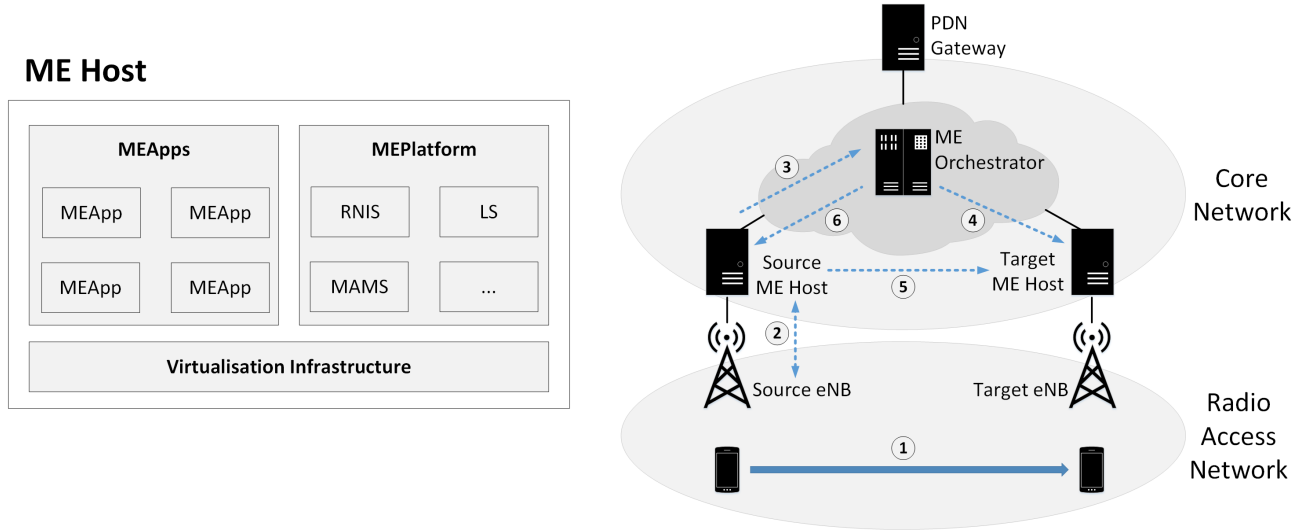 ME Host
MEApps
MEApp MEApp
MEApp MEApp
MEPlatform
RNIS LS
MAMS ...
Virtualisation Infrastructure
PDN
Gateway
ME
Orchestrator
3
6
4
Source
ME Host
Target
ME Host
5
2
Source eNB
Target eNB
1
Core
Network
Radio
Access
Network